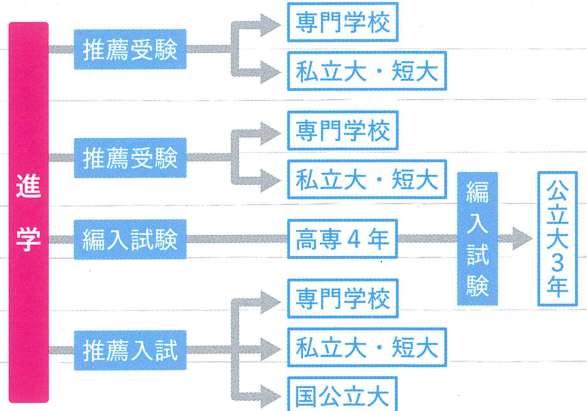 進学
推薦受験
専門学校
私立大・短大
推薦受験
専門学校
私立大・短大
編入試験
高専4年
編入試験
公立大3年
推薦入試
専門学校
私立大・短大
国公立大